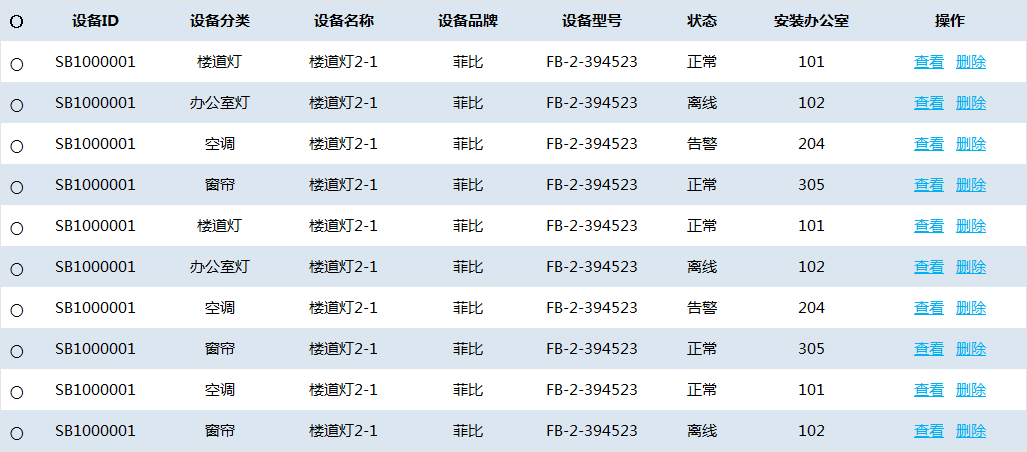 设备ID 设备分类 设备名称 设备品牌 设备型号 状态 安装办公室 操作
SB1000001 楼道灯 楼道灯2-1 菲比 FB-2-394523 正常 101 查看 删除
SB1000001 办公室灯 楼道灯2-1 菲比 FB-2-394523 离线 102 查看 删除
SB1000001 空调 楼道灯2-1 菲比 FB-2-394523 告警 204 查看 删除
SB1000001 窗帘 楼道灯2-1 菲比 FB-2-394523 正常 305 查看 删除
SB1000001 楼道灯 楼道灯2-1 菲比 FB-2-394523 正常 101 查看 删除
SB1000001 办公室灯 楼道灯2-1 菲比 FB-2-394523 离线 102 查看 删除
SB1000001 空调 楼道灯2-1 菲比 FB-2-394523 告警 204 查看 删除
SB1000001 窗帘 楼道灯2-1 菲比 FB-2-394523 正常 305 查看 删除
SB1000001 空调 楼道灯2-1 菲比 FB-2-394523 正常 101 查看 删除
SB1000001 窗帘 楼道灯2-1 菲比 FB-2-394523 离线 102 查看 删除